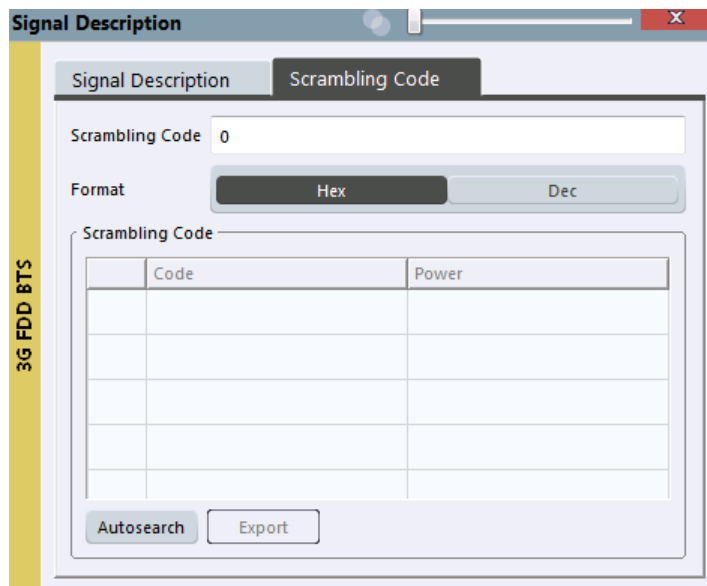 Signal Description
X
Signal Description
Scrambling Code
Scrambling Code 0
Format Hex Dec
Scrambling Code
Code Power
Autosearch Export
3G FDD BTS